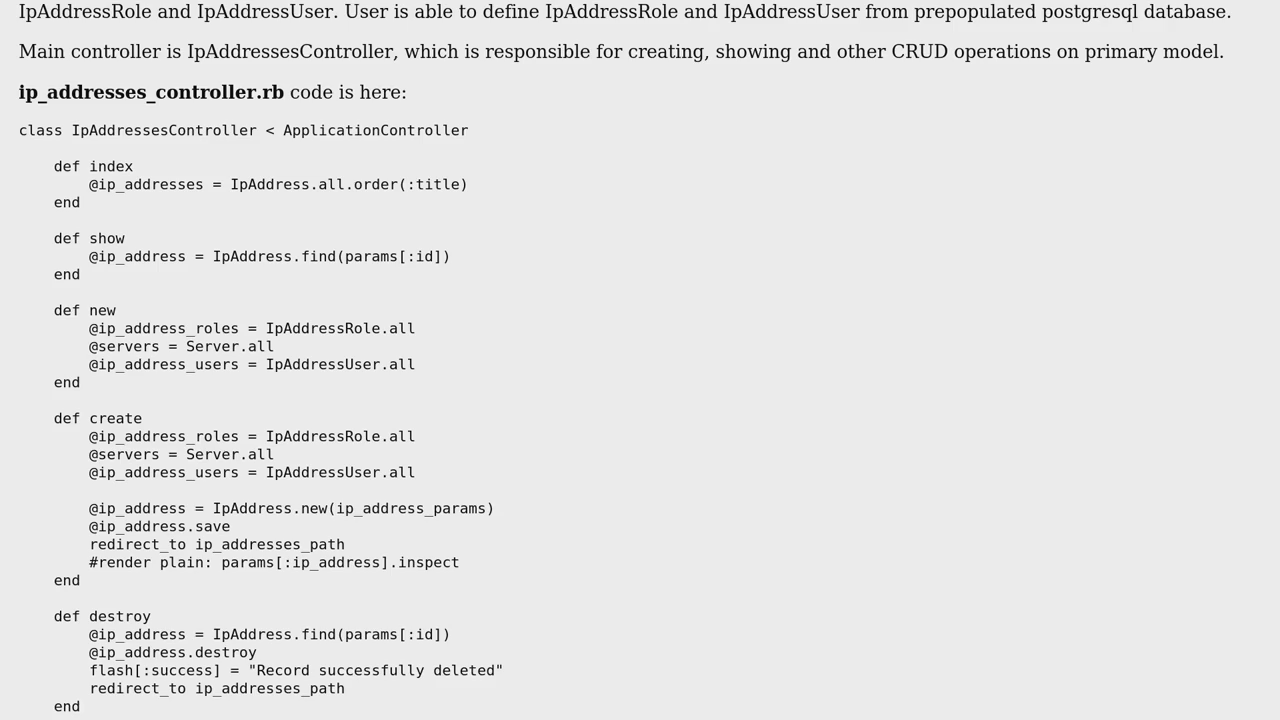 IpAddressRole and IpAddressUser. User is able to define IpAddressRole and IpAddressUser from prepopulated postgresql database.
Main controller is IpAddressesController, which is responsible for creating, showing and other CRUD operations on primary model.
ip_addresses_controller.rb code is here:
class IpAddressesController < ApplicationController
    def index
        @ip_addresses = IpAddress.all.order(:title)
    end
    def show
        @ip_address = IpAddress.find(params[:id])
    end
    def new
        @ip_address_roles = IpAddressRole.all
        @servers = Server.all
        @ip_address_users = IpAddressUser.all
    end
    def create
        @ip_address_roles = IpAddressRole.all
        @servers = Server.all
        @ip_address_users = IpAddressUser.all
        @ip_address = IpAddress.new(ip_address_params)
        @ip_address.save
        redirect_to ip_addresses_path
        #render plain: params[:ip_address].inspect
    end
    def destroy
        @ip_address = IpAddress.find(params[:id])
        @ip_address.destroy
        flash[:success] = "Record successfully deleted"
        redirect_to ip_addresses_path
    end